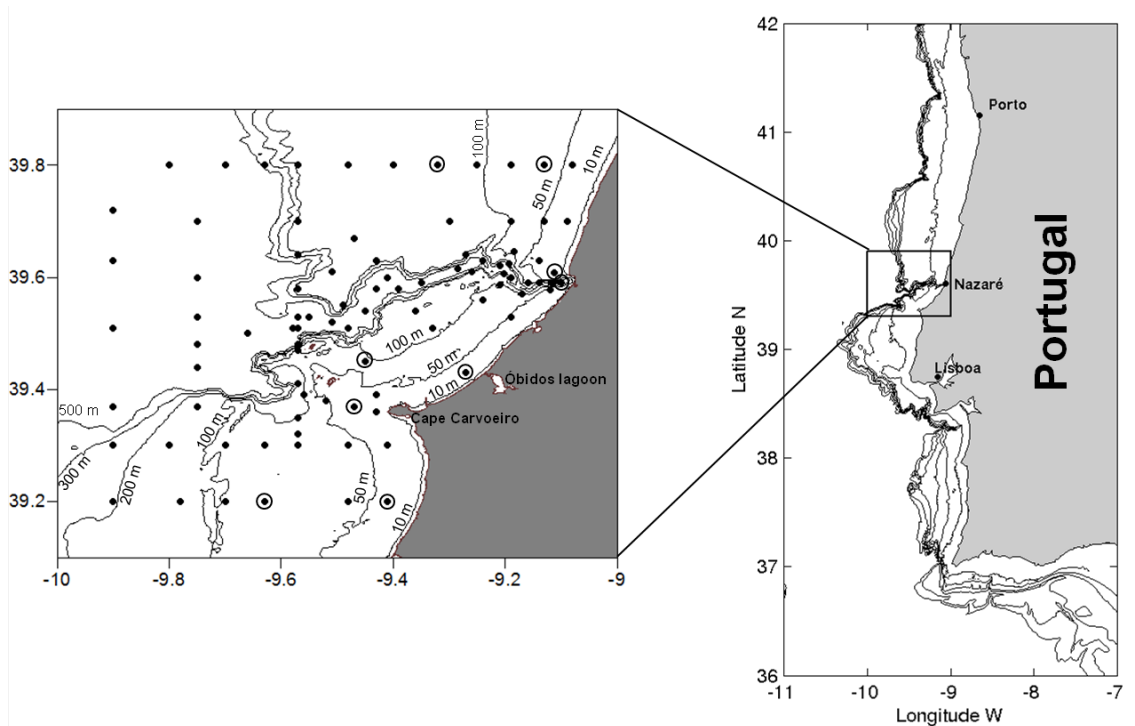 39.8
39.6
39.4
39.2
-10
-9.8
-9.6
-9.4
-9.2
-9
100 m
50 m
10 m
100 m
50 m
10 m
Óbidos lagoon
Cape Carvoeiro
500 m
300 m
200 m
100 m
50 m
10 m
42
41
40
39
38
37
36
-11
-10
-9
-8
-7
Latitude N
Longitude W
Porto
Nazaré
Lisboa
Portugal